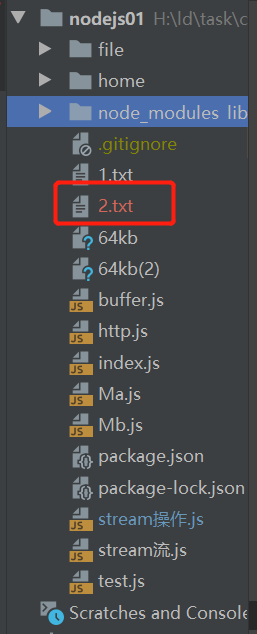 nodejs01 H:\ld\task\c
file
home
node_modules lib
.gitignore
1.txt
2.txt
64kb
64kb(2)
buffer.js
http.js
index.js
Ma.js
Mb.js
package.json
package-lock.json
stream操作.js
stream流.js
test.js
Scratches and Console